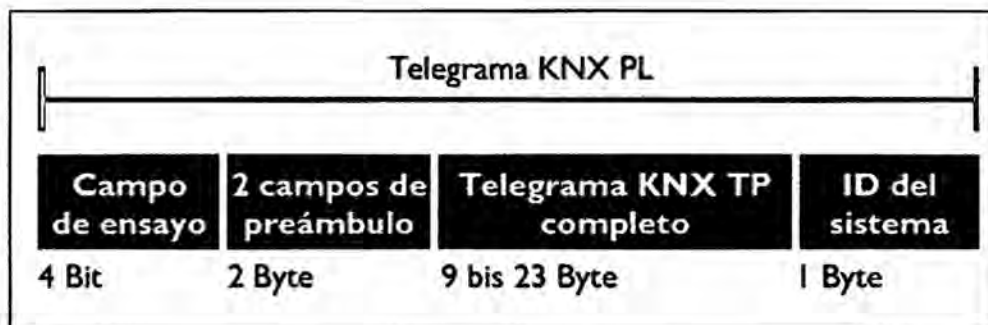 Telegrama KNX PL
Campo de ensayo
2 campos de preámbulo
Telegrama KNX TP completo
ID del sistema
4 Bit
2 Byte
9 bis 23 Byte
1 Byte